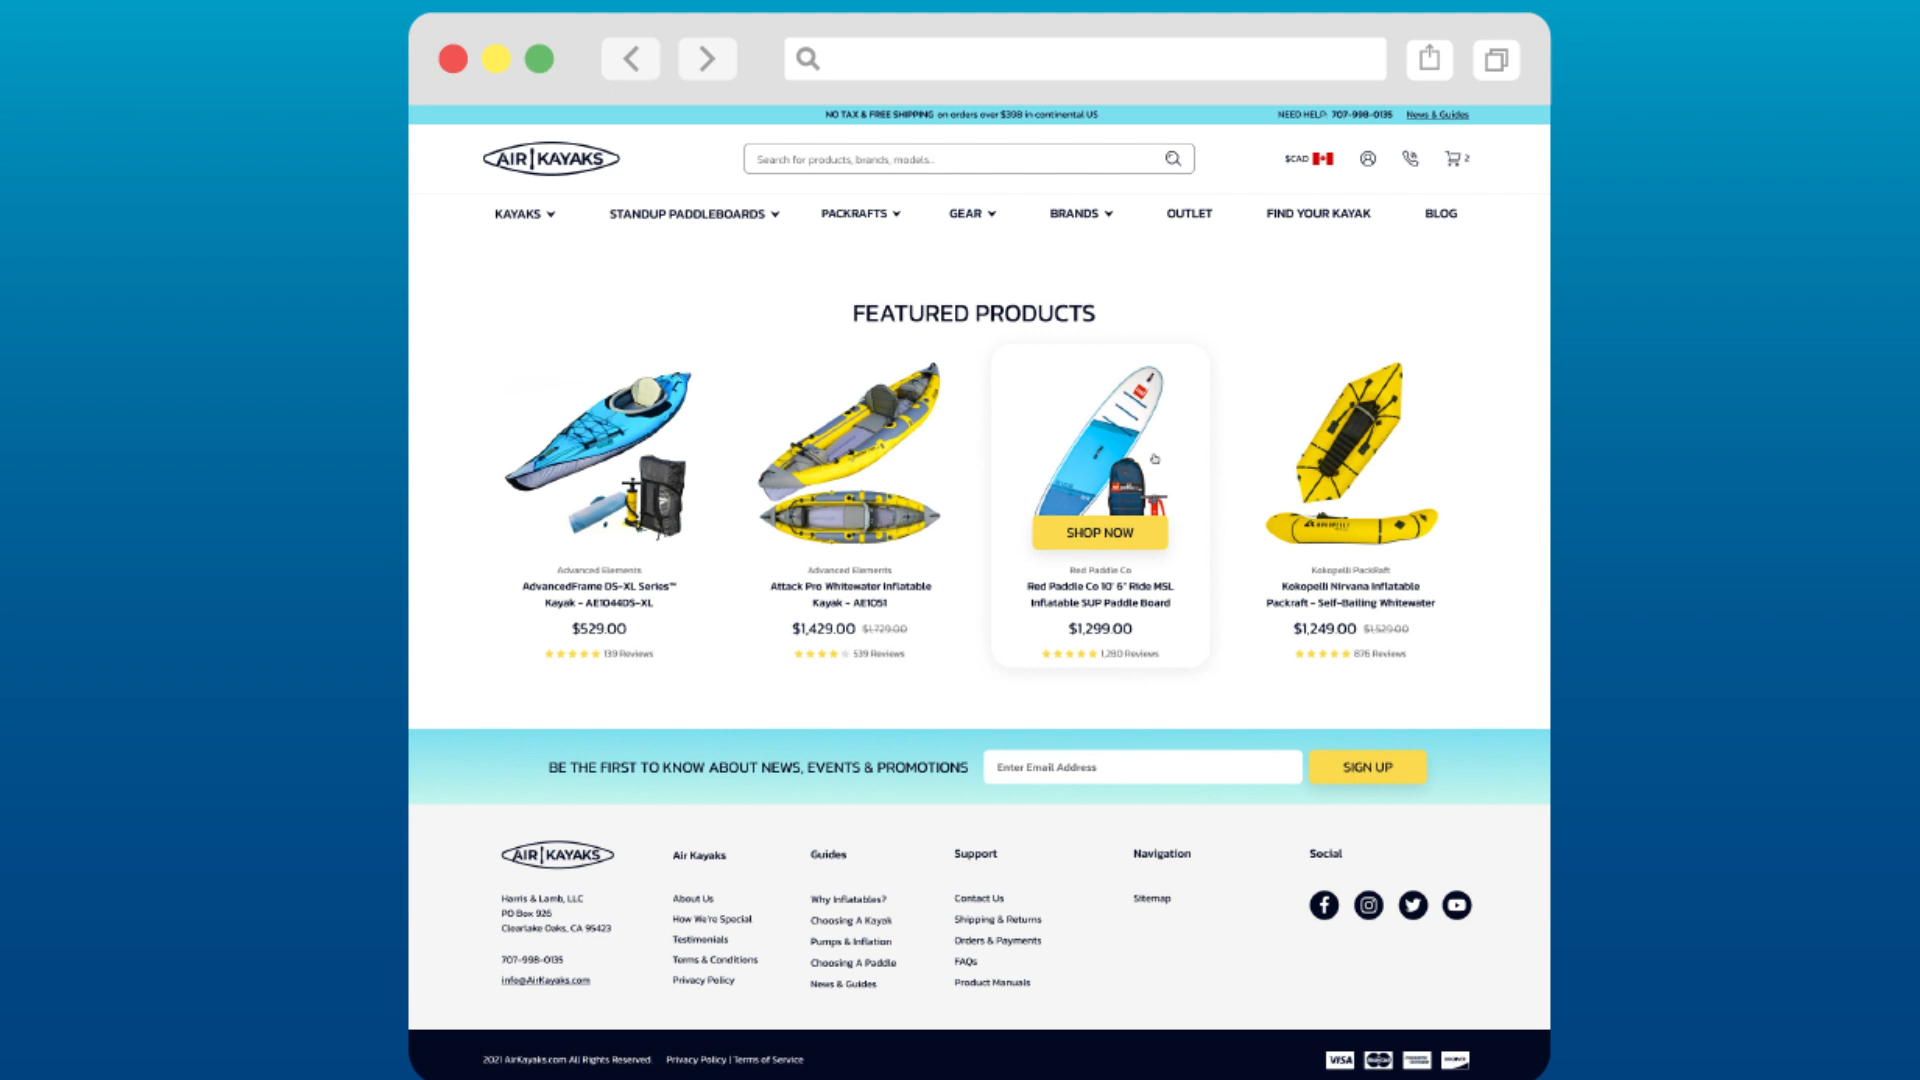 NO TAX & FREE SHIPPING on orders over $398 in continental US
NEED HELP: 707-998-0135 News & Guides
AIR KAYAKS
Search for products, brands, models..
$CAD
2
KAYAKS STANDUP PADDLEBOARDS PACKRAFTS GEAR BRANDS OUTLET FIND YOUR KAYAK BLOG
FEATURED PRODUCTS
SHOP NOW
Advanced Elements
AdvancedFrame DS-XL Series™
Kayak - AE1044DS-XL
$529.00
139 Reviews
Advanced Elements
Attack Pro Whitewater Inflatable
Kayak - AE1051
$1,429.00 $1,729.00
539 Reviews
Red Paddle Co
Red Paddle Co 10' 6" Ride MSL
Inflatable SUP Paddle Board
$1,299.00
1,280 Reviews
Kokopelli PackRaft
Kokopelli Nirvana Inflatable
Packraft - Self-Bailing Whitewater
$1,249.00 $1,529.00
876 Reviews
BE THE FIRST TO KNOW ABOUT NEWS, EVENTS & PROMOTIONS
Enter Email Address
SIGN UP
AIR KAYAKS
Harris & Lamb, LLC
PO Box 926
Clearlake Oaks, CA 95423
707-998-0135
info@AirKayaks.com
Air Kayaks
About Us
How We're Special
Testimonials
Terms & Conditions
Privacy Policy
Guides
Why Inflatables?
Choosing A Kayak
Pumps & Inflation
Choosing A Paddle
News & Guides
Support
Contact Us
Shipping & Returns
Orders & Payments
FAQs
Product Manuals
Navigation
Sitemap
Social
2021 AirKayaks.com All Rights Reserved. Privacy Policy | Terms of Service
VISA